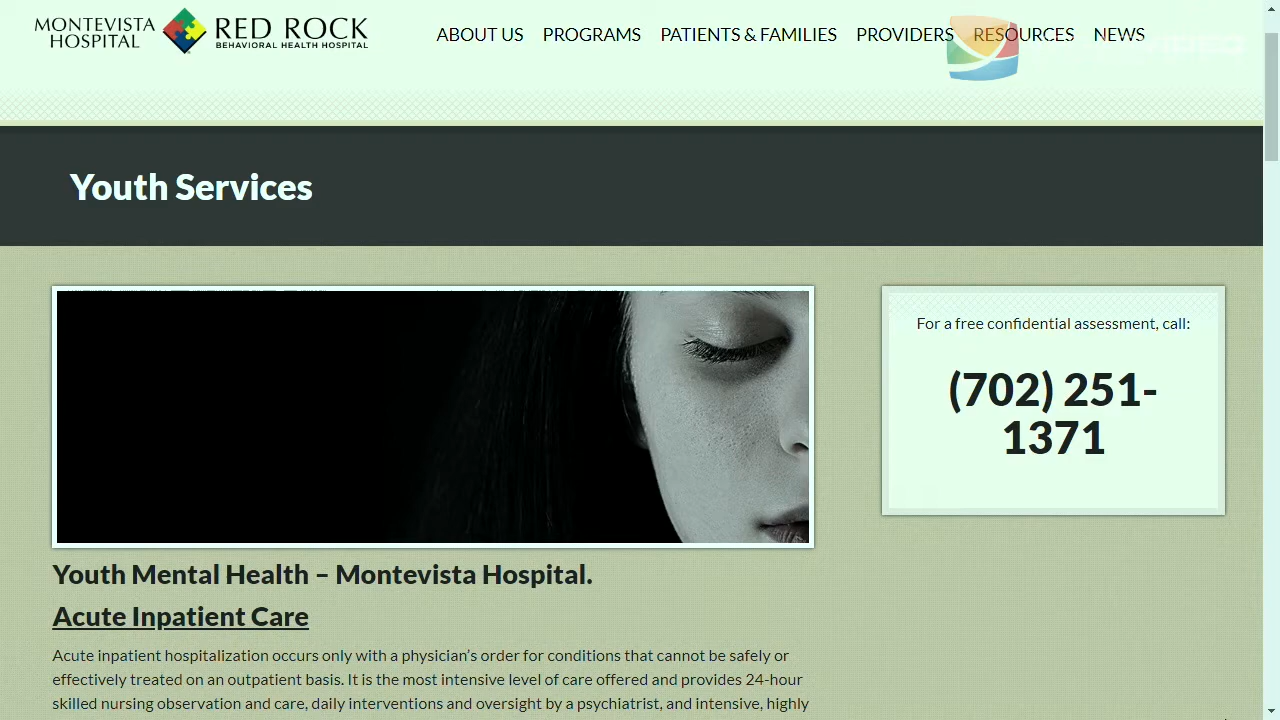 MONTEVISTA HOSPITAL
RED ROCK
BEHAVIORAL HEALTH HOSPITAL
ABOUT US PROGRAMS PATIENTS & FAMILIES PROVIDERS RESOURCES NEWS
Youth Services
For a free confidential assessment, call:
(702) 251-
1371
Youth Mental Health – Montevista Hospital.
Acute Inpatient Care
Acute inpatient hospitalization occurs only with a physician’s order for conditions that cannot be safely or
effectively treated on an outpatient basis. It is the most intensive level of care offered and provides 24-hour
skilled nursing observation and care, daily interventions and oversight by a psychiatrist, and intensive, highly